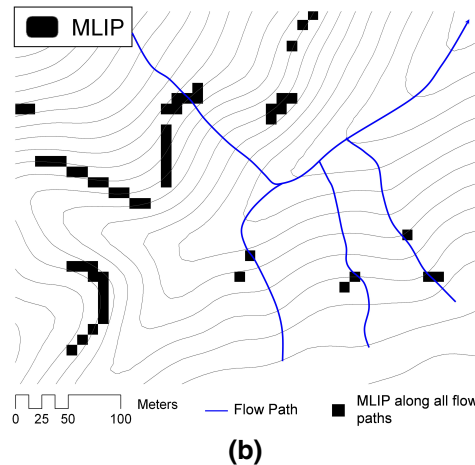 MLIP
Meters
0 25 50 100
Flow Path
MLIP along all flow
paths
(b)